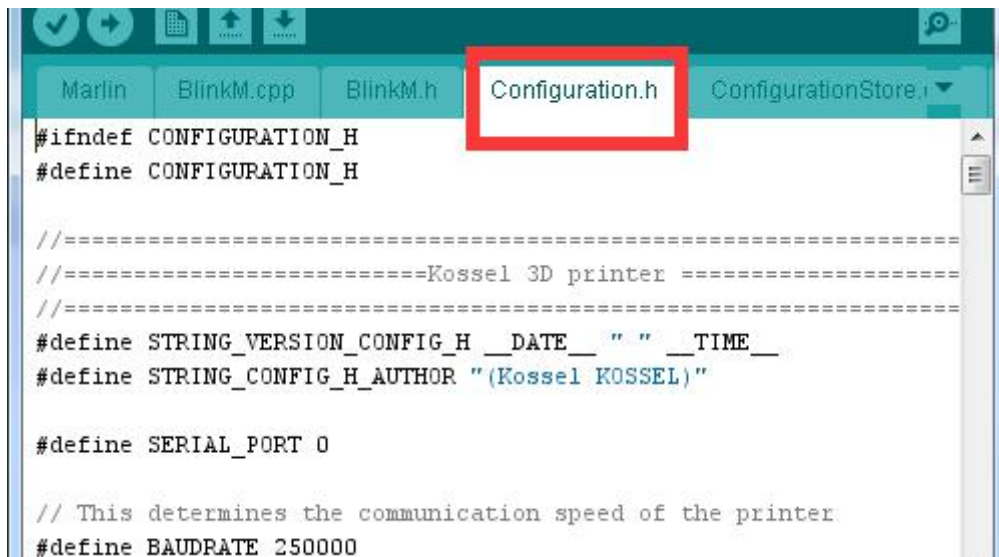 Marlin BlinkM.cpp BlinkM.h Configuration.h ConfigurationStore.
#ifndef CONFIGURATION_H
#define CONFIGURATION_H
//================================================================
//==========================Kossel 3D printer ====================
//================================================================
#define STRING_VERSION_CONFIG_H __DATE__ " " __TIME__
#define STRING_CONFIG_H_AUTHOR "(Kossel KOSSEL)"
#define SERIAL_PORT 0
// This determines the communication speed of the printer
#define BAUDRATE 250000